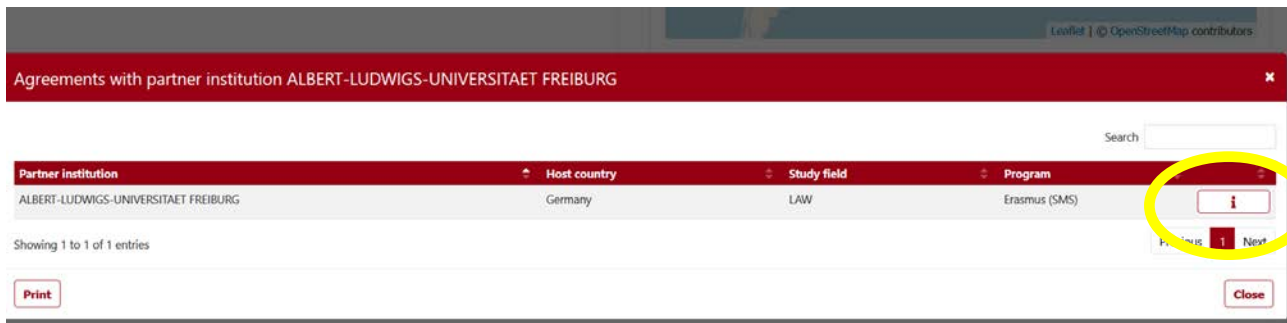 Leaflet | © OpenStreetMap contributors
Agreements with partner institution ALBERT-LUDWIGS-UNIVERSITAET FREIBURG ×
Search
Partner institution Host country Study field Program
ALBERT-LUDWIGS-UNIVERSITAET FREIBURG Germany LAW Erasmus (SMS) i
Showing 1 to 1 of 1 entries Previous 1 Next
Print Close